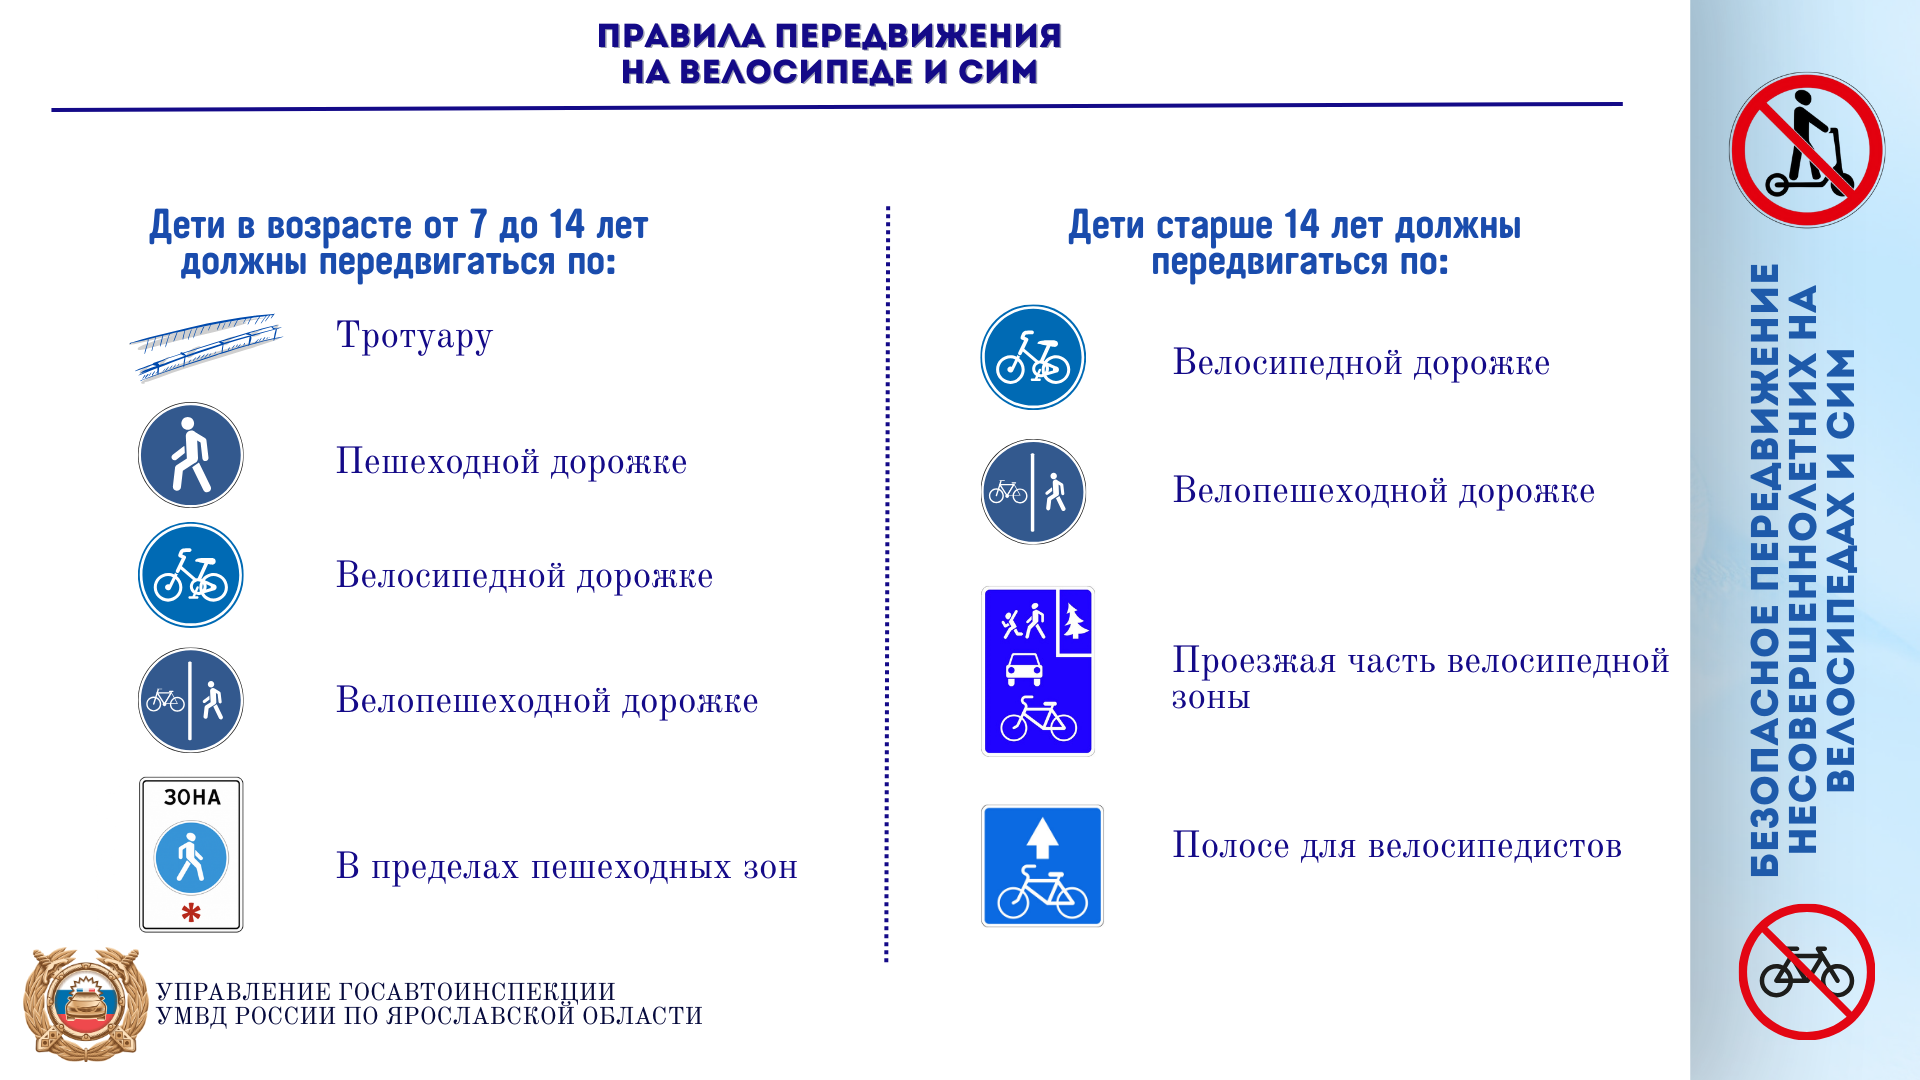 ПРАВИЛА ПЕРЕДВИЖЕНИЯ
НА ВЕЛОСИПЕДЕ И СИМ
Дети в возрасте от 7 до 14 лет
должны передвигаться по:
Тротуару
Пешеходной дорожке
Велосипедной дорожке
Велопешеходной дорожке
ЗОНА
*
В пределах пешеходных зон
Дети старше 14 лет должны
передвигаться по:
Велосипедной дорожке
Велопешеходной дорожке
Проезжая часть велосипедной
зоны
Полосе для велосипедистов
УПРАВЛЕНИЕ ГОСАВТОИНСПЕКЦИИ
УМВД РОССИИ ПО ЯРОСЛАВСКОЙ ОБЛАСТИ
БЕЗОПАСНОЕ ПЕРЕДВИЖЕНИЕ
НЕСОВЕРШЕННОЛЕТНИХ НА
ВЕЛОСИПЕДАХ И СИМ